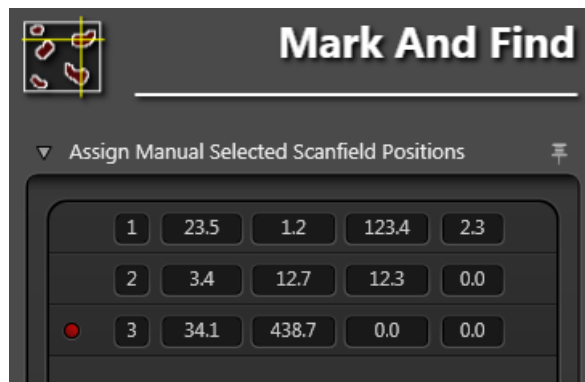 Mark And Find
Assign Manual Selected Scanfield Positions
1 23.5 1.2 123.4 2.3
2 3.4 12.7 12.3 0.0
3 34.1 438.7 0.0 0.0